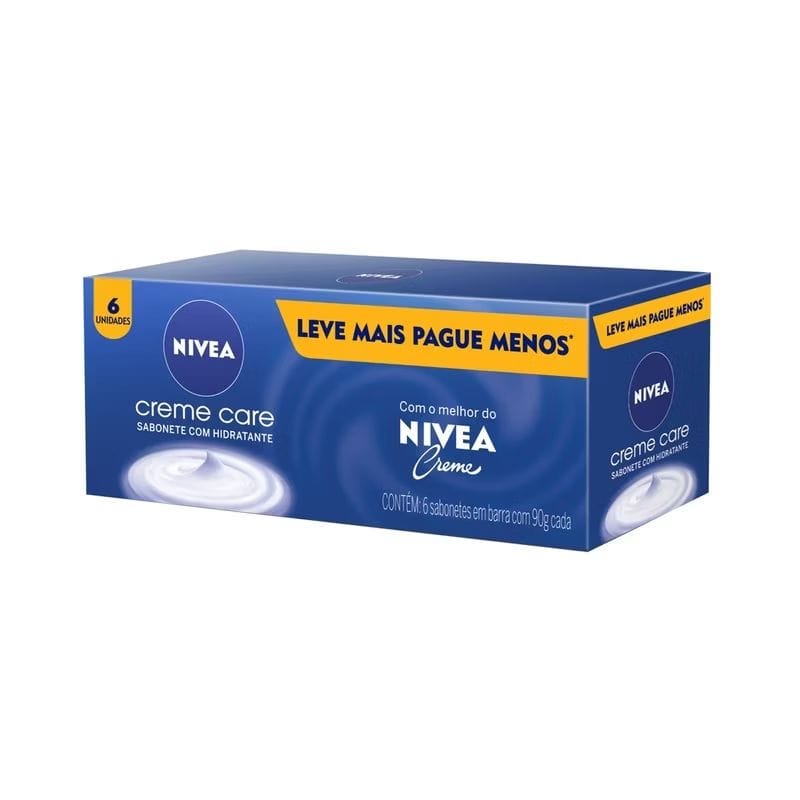 NIVEA
6
UNIDADES
NIVEA
creme care
SABONETE COM HIDRATANTE
LEVE MAIS PAGUE MENOS*
Com o melhor do
NIVEA
Creme
CONTÉM: 6 sabonetes em barra com 90g cada
LEVE MAIS PAGUE MENOS*
NIVEA
creme care
SABONETE COM HIDRATANTE